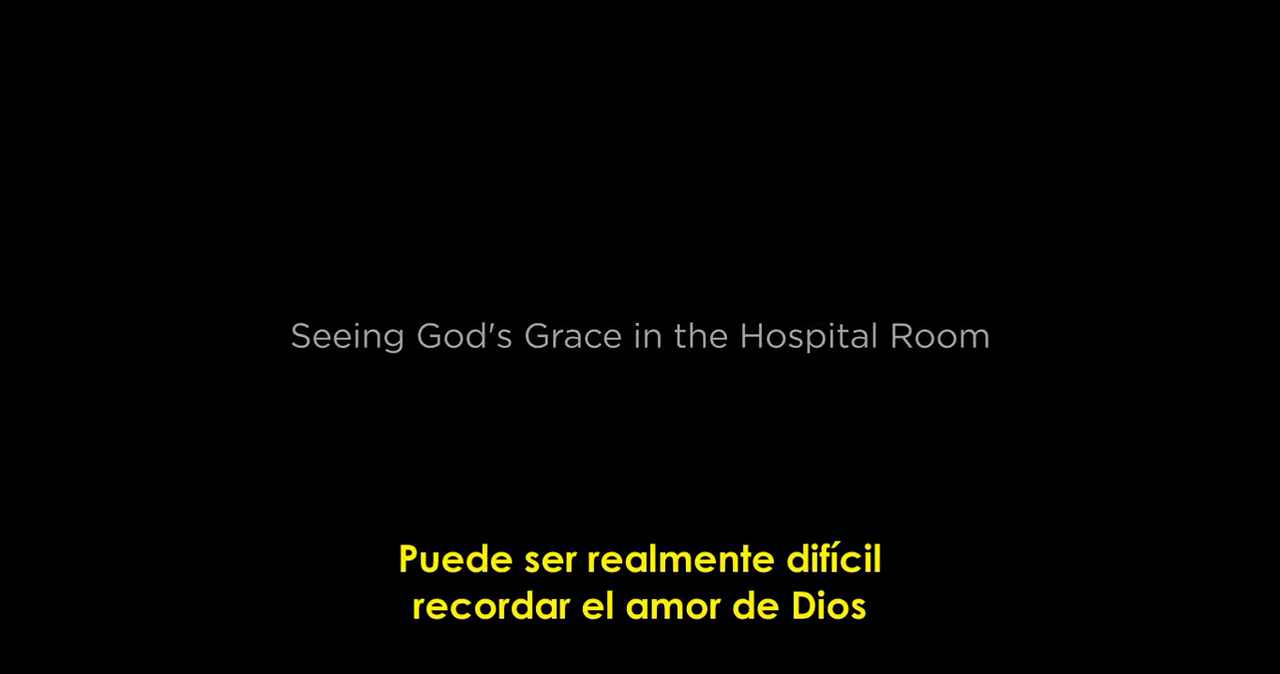 Seeing God's Grace in the Hospital Room
Puede ser realmente difícil
recordar el amor de Dios